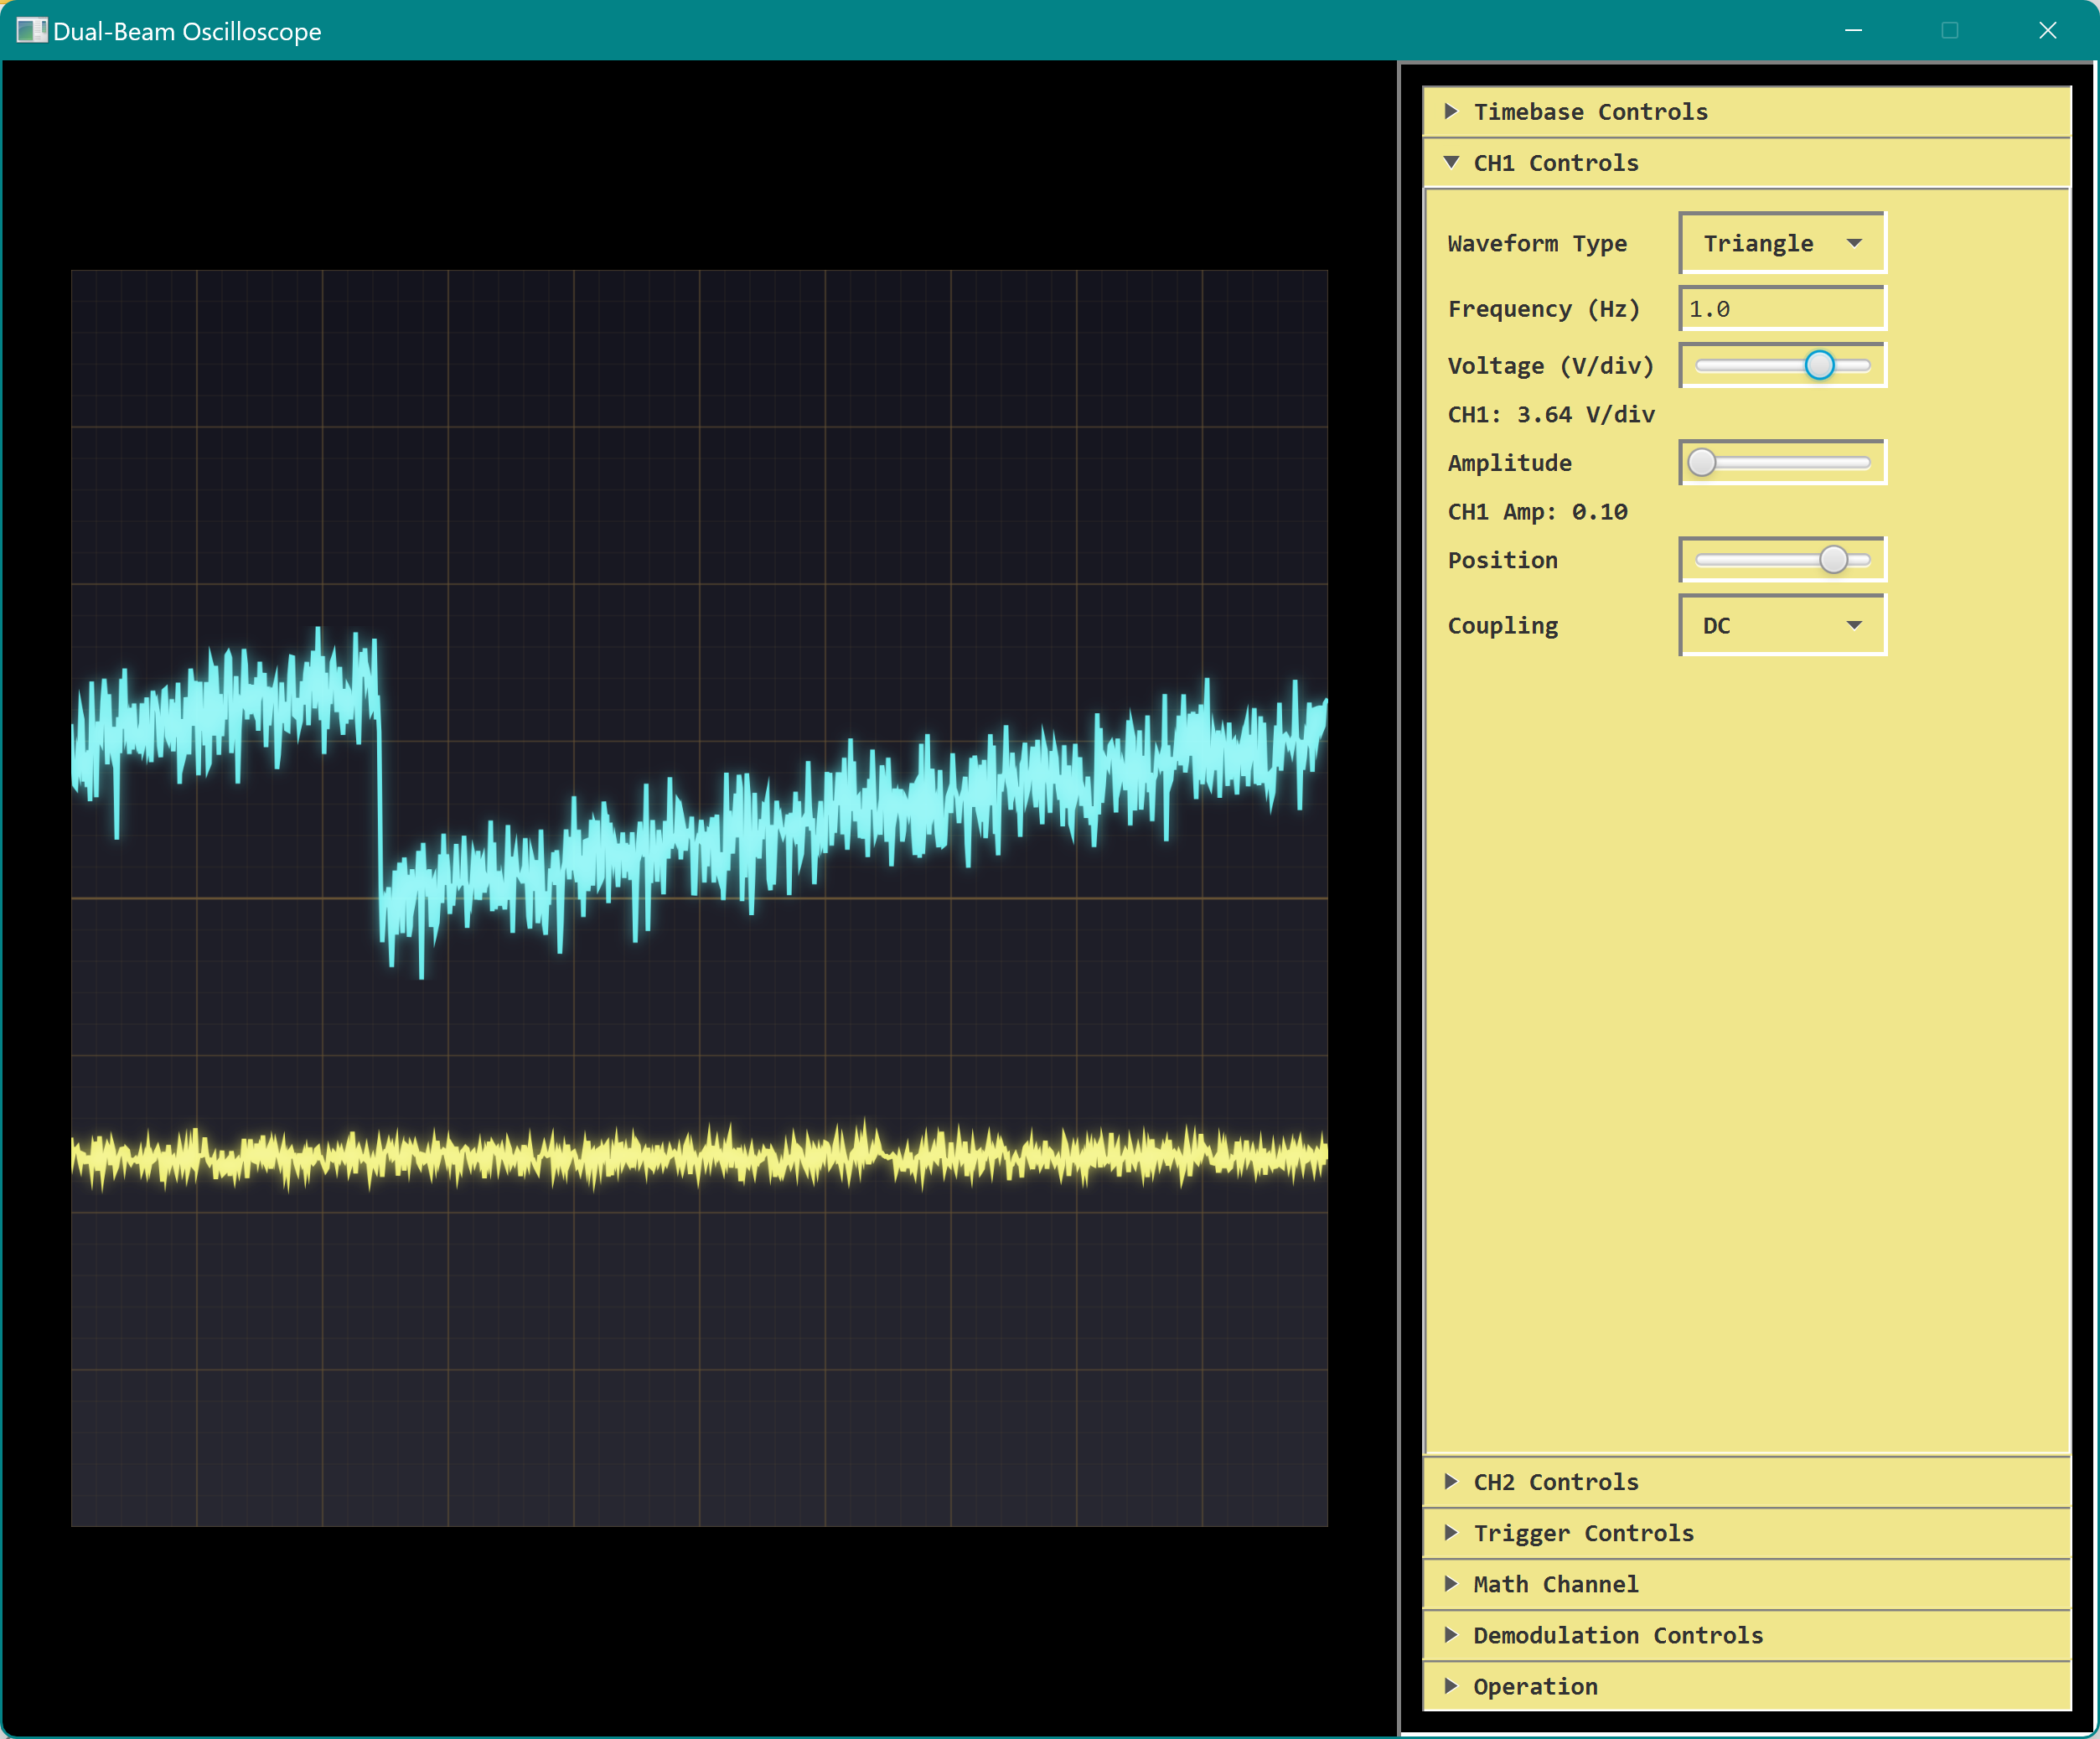 Dual-Beam Oscilloscope
Timebase Controls
CH1 Controls
Waveform Type Triangle
Frequency (Hz) 1.0
Voltage (V/div)
CH1: 3.64 V/div
Amplitude
CH1 Amp: 0.10
Position
Coupling DC
CH2 Controls
Trigger Controls
Math Channel
Demodulation Controls
Operation